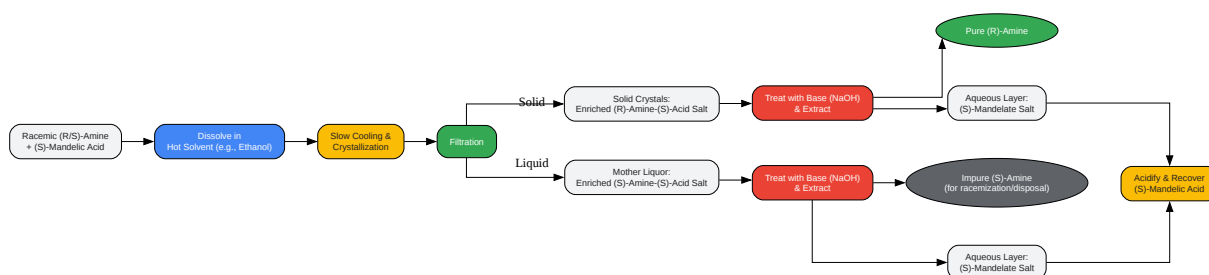 Racemic (R/S)-Amine
+ (S)-Mandelic Acid
Dissolve in
Hot Solvent (e.g., Ethanol)
Slow Cooling &
Crystallization
Filtration
Solid
Liquid
Solid Crystals:
Enriched (R)-Amine-(S)-Acid Salt
Mother Liquor:
Enriched (S)-Amine-(S)-Acid Salt
Treat with Base (NaOH)
& Extract
Treat with Base (NaOH)
& Extract
Pure (R)-Amine
Aqueous Layer:
(S)-Mandelate Salt
Impure (S)-Amine
(for racemization/disposal)
Aqueous Layer:
(S)-Mandelate Salt
Acidify & Recover
(S)-Mandelic Acid